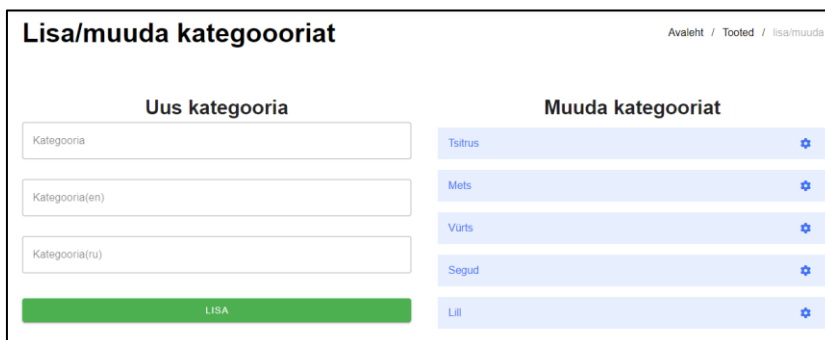 Lisa/muuda kategoooriat
Avaleht / Tooted / lisa/muuda
Uus kategooria
Kategooria
Kategooria(en)
Kategooria(ru)
LISA
Muuda kategooriat
Tsitrus
Mets
Vürts
Segud
Lill